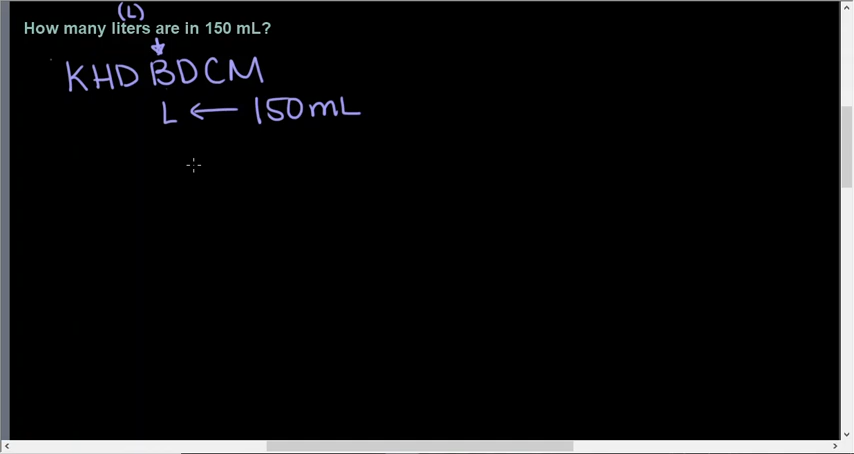 (L)
How many liters are in 150 mL?
KHDBDCM
L ← 150mL